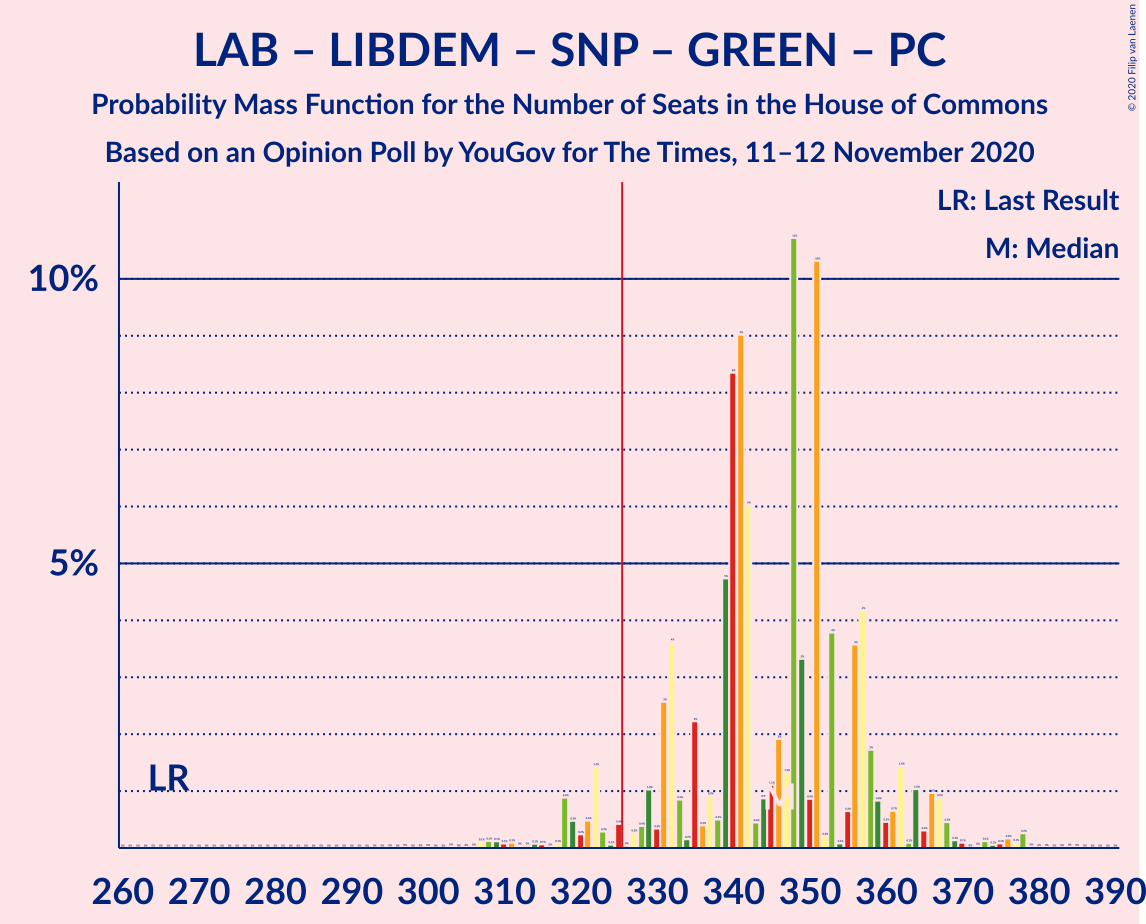 LAB – LIBDEM – SNP – GREEN – PC
Probability Mass Function for the Number of Seats in the House of Commons
Based on an Opinion Poll by YouGov for The Times, 11–12 November 2020
© 2020 Filip van Laenen
LR: Last Result
M: Median
10%
5%
LR
260 270 280 290 300 310 320 330 340 350 360 370 380 390